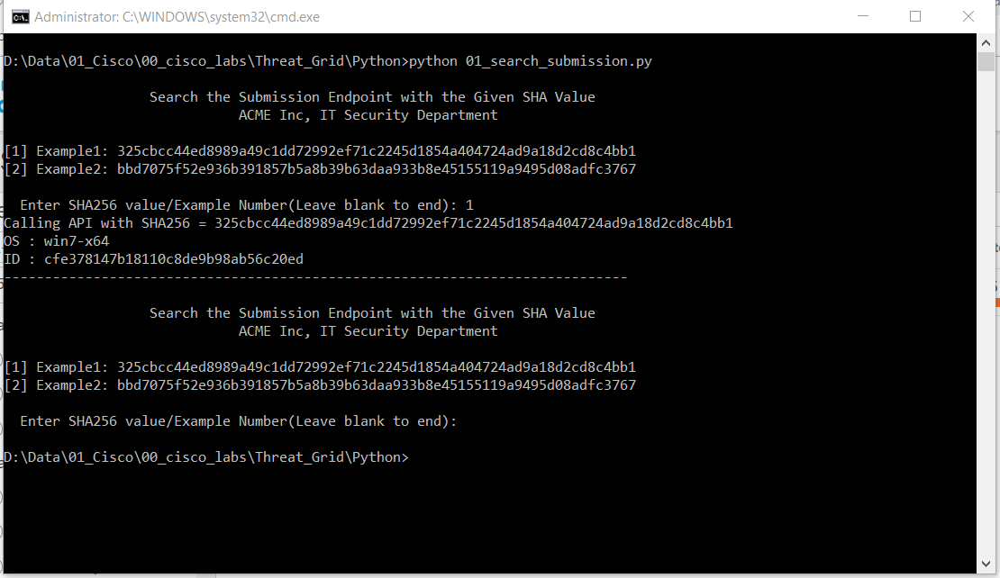 Administrator: C:\WINDOWS\system32\cmd.exe
D:\Data\01_Cisco\00_cisco_labs\Threat_Grid\Python>python 01_search_submission.py
Search the Submission Endpoint with the Given SHA Value
ACME Inc, IT Security Department
[1] Example1: 325cbcc44ed8989a49c1dd72992ef71c2245d1854a404724ad9a18d2cd8c4bb1
[2] Example2: bbd7075f52e936b391857b5a8b39b63daa933b8e45155119a9495d08adfc3767
Enter SHA256 value/Example Number(Leave blank to end): 1
Calling API with SHA256 = 325cbcc44ed8989a49c1dd72992ef71c2245d1854a404724ad9a18d2cd8c4bb1
OS : win7-x64
ID : cfe378147b18110c8de9b98ab56c20ed
-----------------------------------------------------------------------------
Search the Submission Endpoint with the Given SHA Value
ACME Inc, IT Security Department
[1] Example1: 325cbcc44ed8989a49c1dd72992ef71c2245d1854a404724ad9a18d2cd8c4bb1
[2] Example2: bbd7075f52e936b391857b5a8b39b63daa933b8e45155119a9495d08adfc3767
Enter SHA256 value/Example Number(Leave blank to end):
D:\Data\01_Cisco\00_cisco_labs\Threat_Grid\Python>